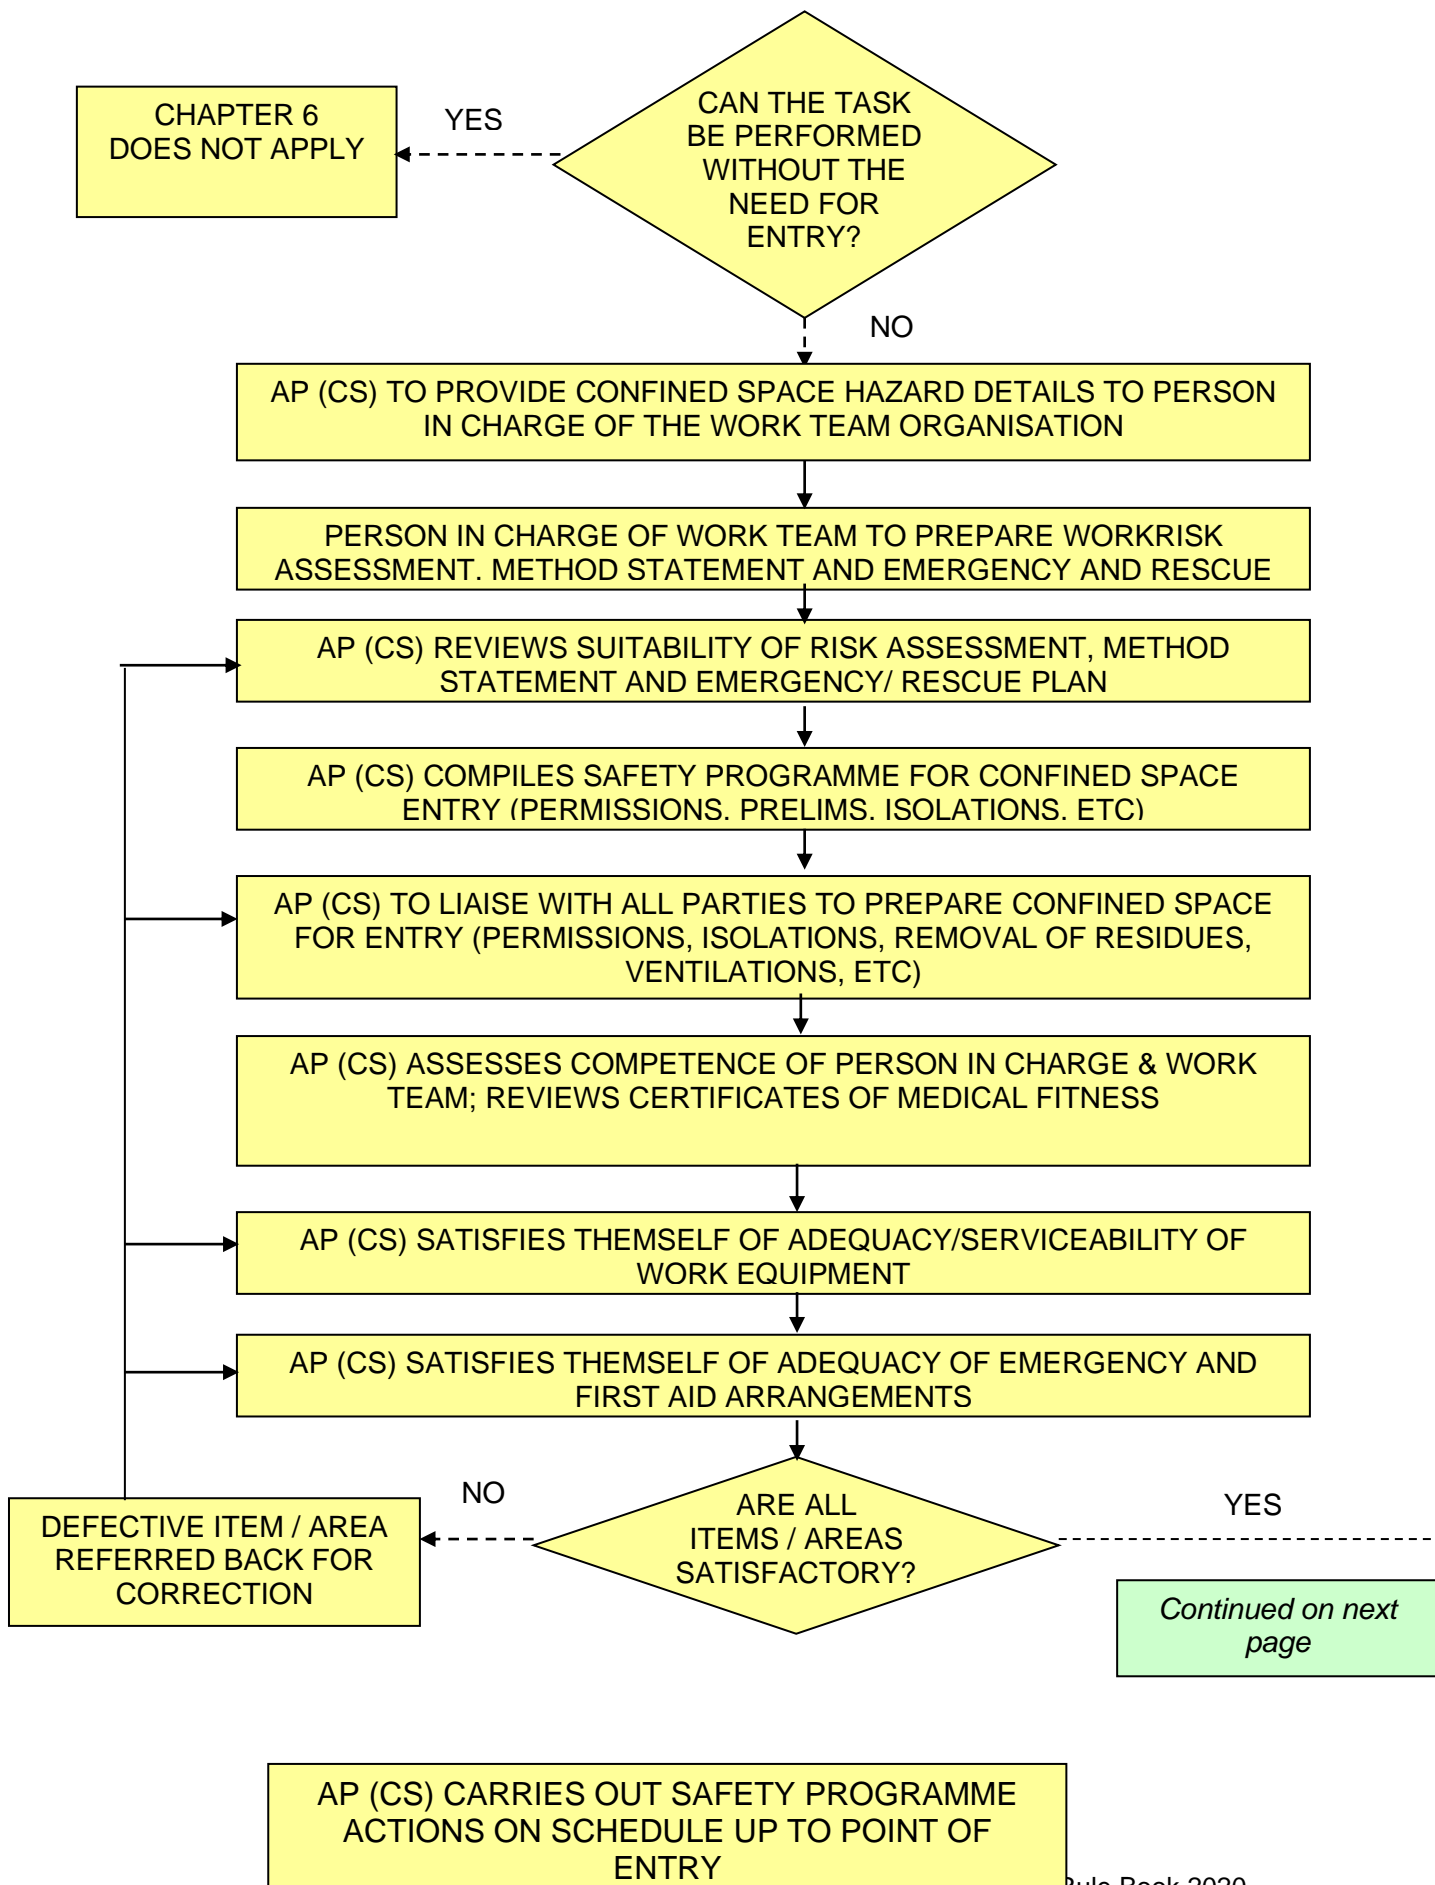 CAN THE TASK
BE PERFORMED
WITHOUT THE
NEED FOR
ENTRY?
YES
CHAPTER 6
DOES NOT APPLY
NO
AP (CS) TO PROVIDE CONFINED SPACE HAZARD DETAILS TO PERSON
IN CHARGE OF THE WORK TEAM ORGANISATION
PERSON IN CHARGE OF WORK TEAM TO PREPARE WORKRISK
ASSESSMENT. METHOD STATEMENT AND EMERGENCY AND RESCUE
AP (CS) REVIEWS SUITABILITY OF RISK ASSESSMENT, METHOD
STATEMENT AND EMERGENCY/ RESCUE PLAN
AP (CS) COMPILES SAFETY PROGRAMME FOR CONFINED SPACE
ENTRY (PERMISSIONS. PRELIMS. ISOLATIONS. ETC)
AP (CS) TO LIAISE WITH ALL PARTIES TO PREPARE CONFINED SPACE
FOR ENTRY (PERMISSIONS, ISOLATIONS, REMOVAL OF RESIDUES,
VENTILATIONS, ETC)
AP (CS) ASSESSES COMPETENCE OF PERSON IN CHARGE & WORK
TEAM; REVIEWS CERTIFICATES OF MEDICAL FITNESS
AP (CS) SATISFIES THEMSELF OF ADEQUACY/SERVICEABILITY OF
WORK EQUIPMENT
AP (CS) SATISFIES THEMSELF OF ADEQUACY OF EMERGENCY AND
FIRST AID ARRANGEMENTS
ARE ALL
ITEMS / AREAS
SATISFACTORY?
NO
DEFECTIVE ITEM / AREA
REFERRED BACK FOR
CORRECTION
YES
Continued on next
page
AP (CS) CARRIES OUT SAFETY PROGRAMME
ACTIONS ON SCHEDULE UP TO POINT OF
ENTRY
Book 2020